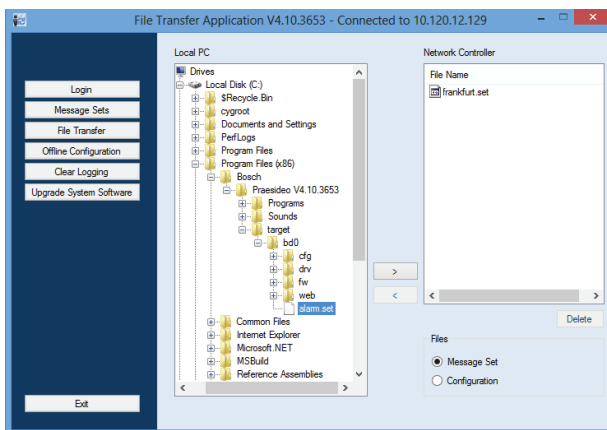 File Transfer Application V4.10.3653 - Connected to 10.120.12.129
Login
Message Sets
File Transfer
Offline Configuration
Clear Logging
Upgrade System Software
Exit
Local PC
Drives
Local Disk (C:)
$Recycle.Bin
cygroot
Documents and Settings
PerfLogs
Program Files
Program Files (x86)
Bosch
Praesideo V4.10.3653
Programs
Sounds
target
bd0
cfg
drv
fw
web
alarm.set
Common Files
Internet Explorer
Microsoft.NET
MSBuild
Reference Assemblies
>
<
Network Controller
File Name
frankfurt.set
Delete
Files
Message Set
Configuration